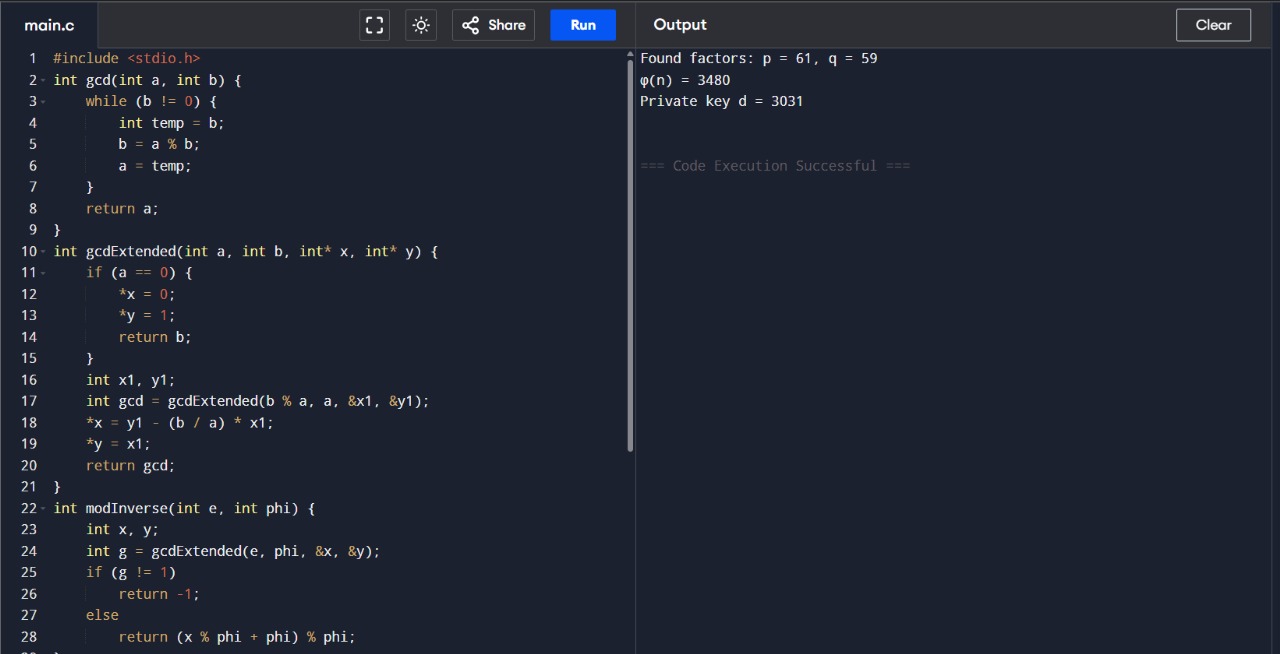 main.c
Share
Run
Output
Clear
1 #include <stdio.h>
2 int gcd(int a, int b) {
3     while (b != 0) {
4         int temp = b;
5         b = a % b;
6         a = temp;
7     }
8     return a;
9 }
10 int gcdExtended(int a, int b, int* x, int* y) {
11     if (a == 0) {
12         *x = 0;
13         *y = 1;
14         return b;
15     }
16     int x1, y1;
17     int gcd = gcdExtended(b % a, a, &x1, &y1);
18     *x = y1 - (b / a) * x1;
19     *y = x1;
20     return gcd;
21 }
22 int modInverse(int e, int phi) {
23     int x, y;
24     int g = gcdExtended(e, phi, &x, &y);
25     if (g != 1)
26         return -1;
27     else
28         return (x % phi + phi) % phi;
Found factors: p = 61, q = 59
φ(n) = 3480
Private key d = 3031
=== Code Execution Successful ===